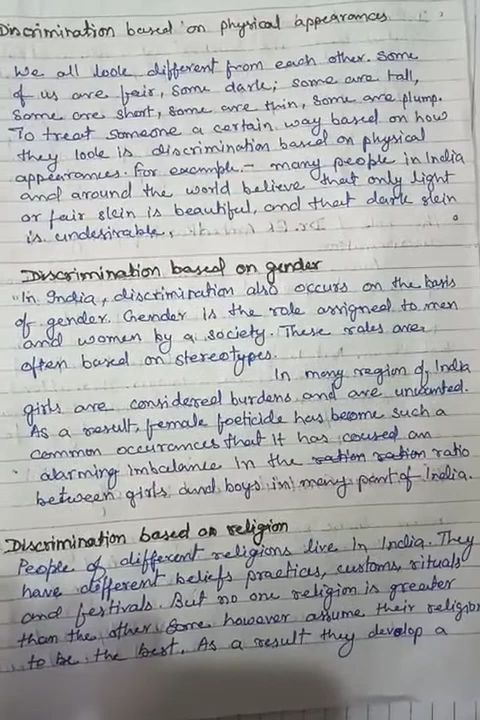 Discrimination based on physical appearances
We all look different from each other. Some
of us are fair, some dark; some are tall,
some are short, some are thin, some are plump.
To treat someone a certain way based on how
they look is discrimination based on physical
appearances. For example:- many people in India
and around the world believe that only light
or fair skin is beautiful, and that dark skin
is undesirable.
Discrimination based on gender
"In India, discrimination also occurs on the basis
of gender. Gender is the role assigned to men
and women by a society. These roles are
often based on stereotypes.
In many region of India
girls are considered burdens and are unwanted.
As a result, female foeticide has become such a
common occurances that it has caused an
alarming imbalance in the ration ration ratio
between girls and boys in many part of India.
Discrimination based on religion
People of different religions live in India. They
have different beliefs practices, customs, rituals
and festivals. But no one religion is greater
than the other some however assume their religion
to be the best. As a result they develop a